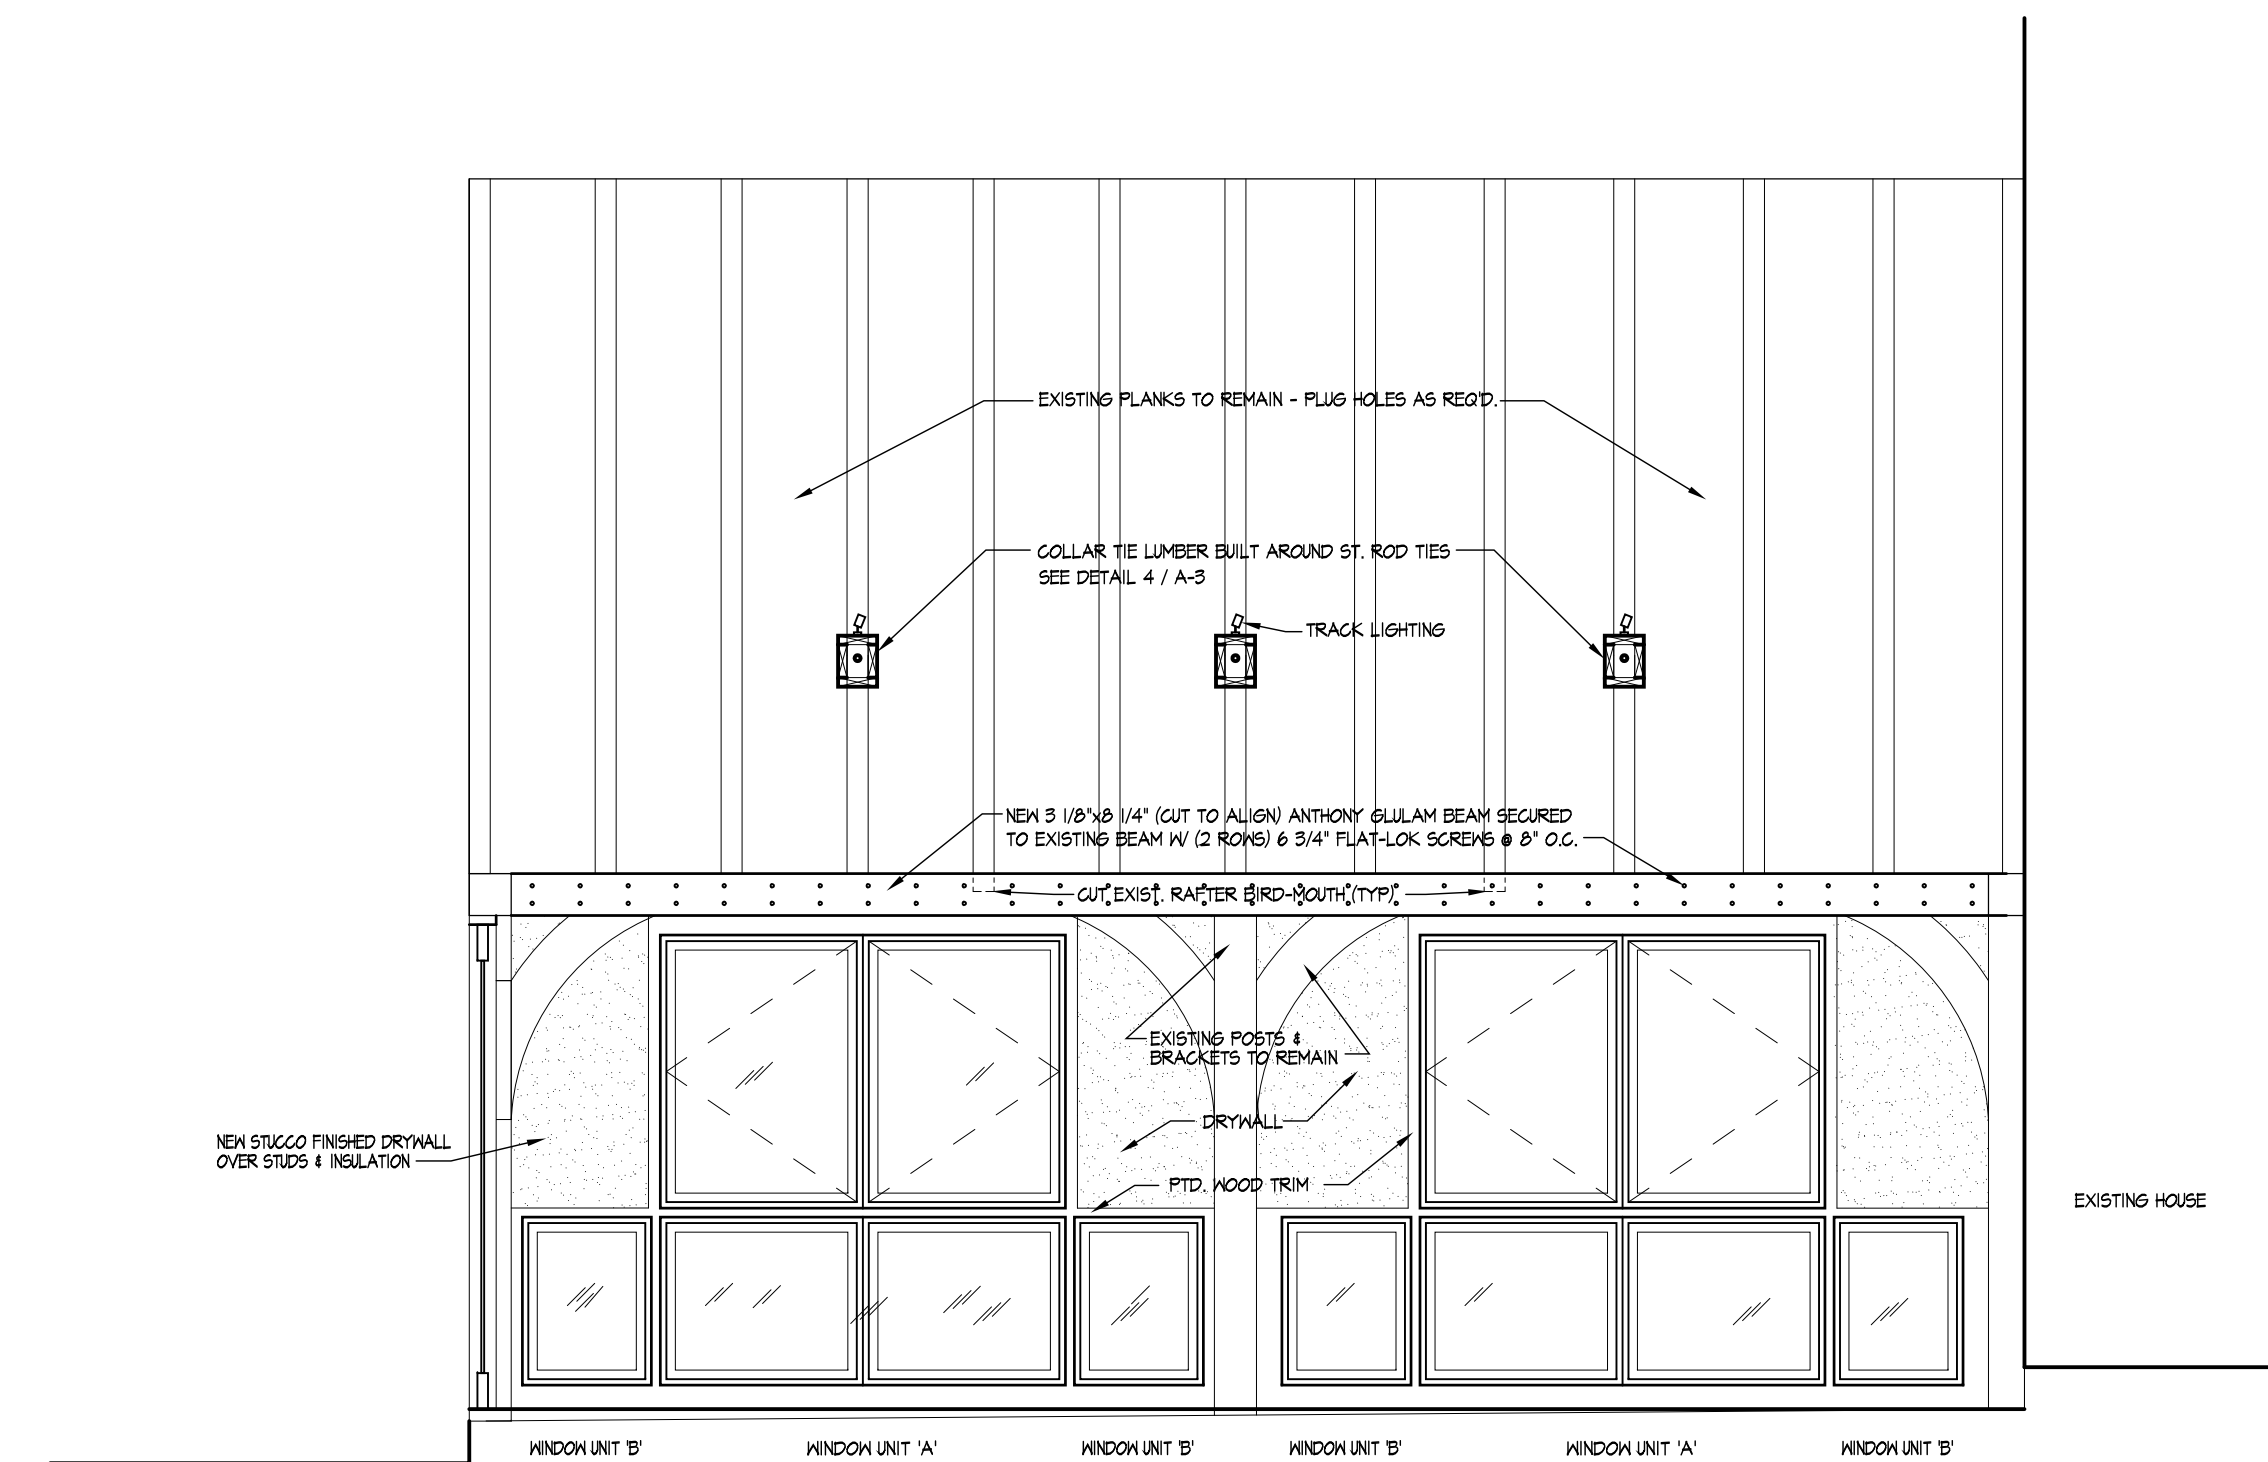 EXISTING PLANKS TO REMAIN - PLUG HOLES AS REQ'D.
COLLAR TIE LUMBER BUILT AROUND ST. ROD TIES
SEE DETAIL 4 / A-3
TRACK LIGHTING
NEW 3 1/8"x8 1/4" (CUT TO ALIGN) ANTHONY GLULAM BEAM SECURED
TO EXISTING BEAM W/ (2 ROWS) 6 3/4" FLAT-LOK SCREWS @ 8" O.C.
CUT EXIST. RAFTER BIRD-MOUTH (TYP)
EXISTING POSTS &
BRACKETS TO REMAIN
DRYWALL
NEW STUCCO FINISHED DRYWALL
OVER STUDS & INSULATION
PTD. WOOD TRIM
EXISTING HOUSE
WINDOW UNIT 'B'
WINDOW UNIT 'A'
WINDOW UNIT 'B'
WINDOW UNIT 'B'
WINDOW UNIT 'A'
WINDOW UNIT 'B'